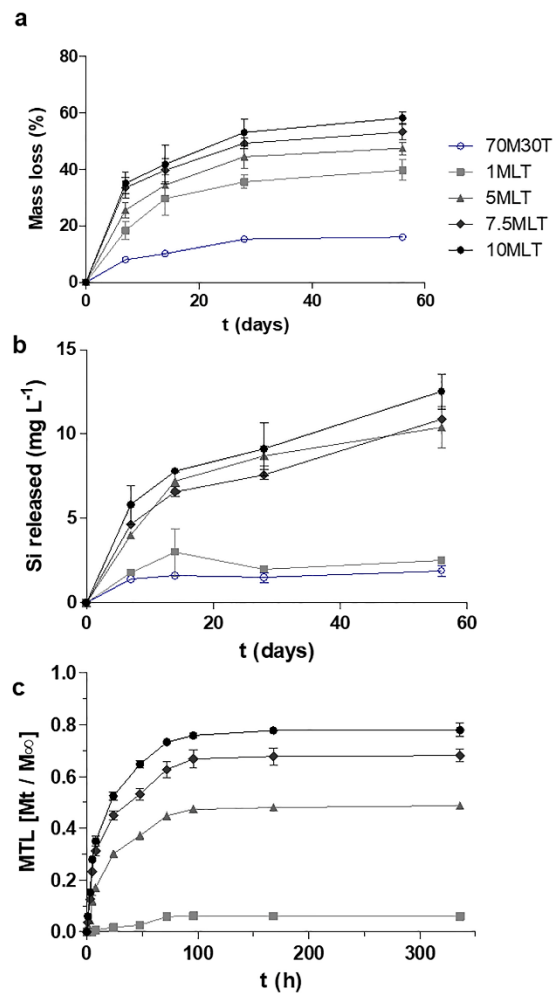 a
80
60
40
20
0
Mass loss (%)
0 20 40 60
t (days)
70M30T
1MLT
5MLT
7.5MLT
10MLT
b
15
10
5
0
Si released (mg L⁻¹)
0 20 40 60
t (days)
c
1.0
0.8
0.6
0.4
0.2
0.0
MTL [Mt / M∞]
0 100 200 300
t (h)